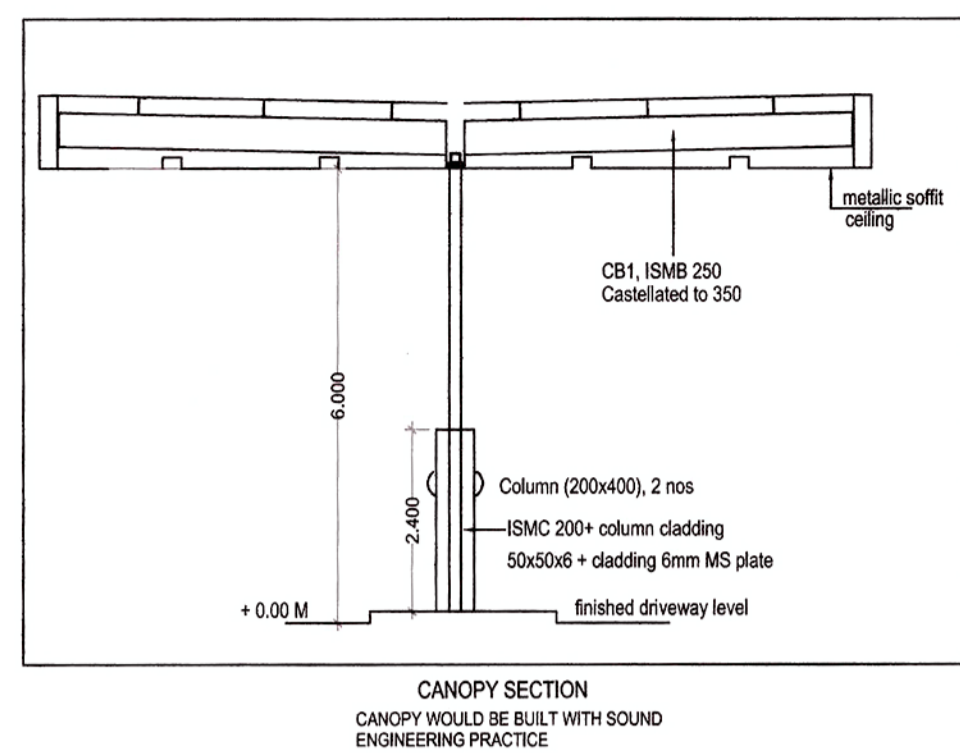 metallic soffit
ceiling
CB1, ISMB 250
Castellated to 350
6.000
2.400
Column (200x400), 2 nos
ISMC 200+ column cladding
50x50x6 + cladding 6mm MS plate
+ 0.00 M
finished driveway level
CANOPY SECTION
CANOPY WOULD BE BUILT WITH SOUND
ENGINEERING PRACTICE